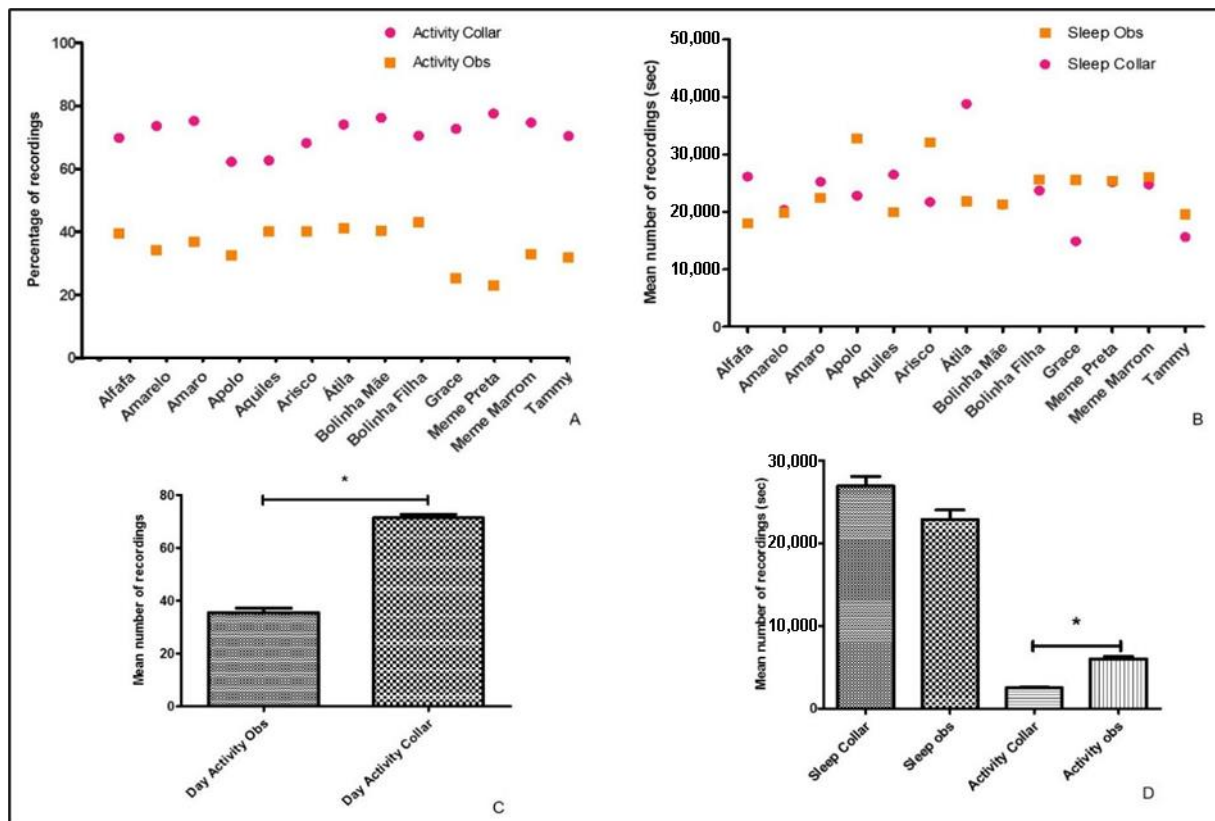 Activity Collar
Activity Obs
Percentage of recordings
100
80
60
40
20
0
Alfafa
Amarelo
Amaro
Apolo
Aquiles
Arisco
Átila
Bolinha Mãe
Bolinha Filha
Grace
Meme Preta
Meme Marrom
Tammy
A
Sleep Obs
Sleep Collar
Mean number of recordings (sec)
50,000
40,000
30,000
20,000
10,000
0
Alfafa
Amarelo
Amaro
Apolo
Aquiles
Arisco
Átila
Bolinha Mãe
Bolinha Filha
Grace
Meme Preta
Meme Marrom
Tammy
B
Mean number of recordings
80
60
40
20
0
*
Day Activity Obs
Day Activity Collar
C
Mean number of recordings (sec)
30,000
20,000
10,000
0
*
Sleep Collar
Sleep obs
Activity Collar
Activity obs
D